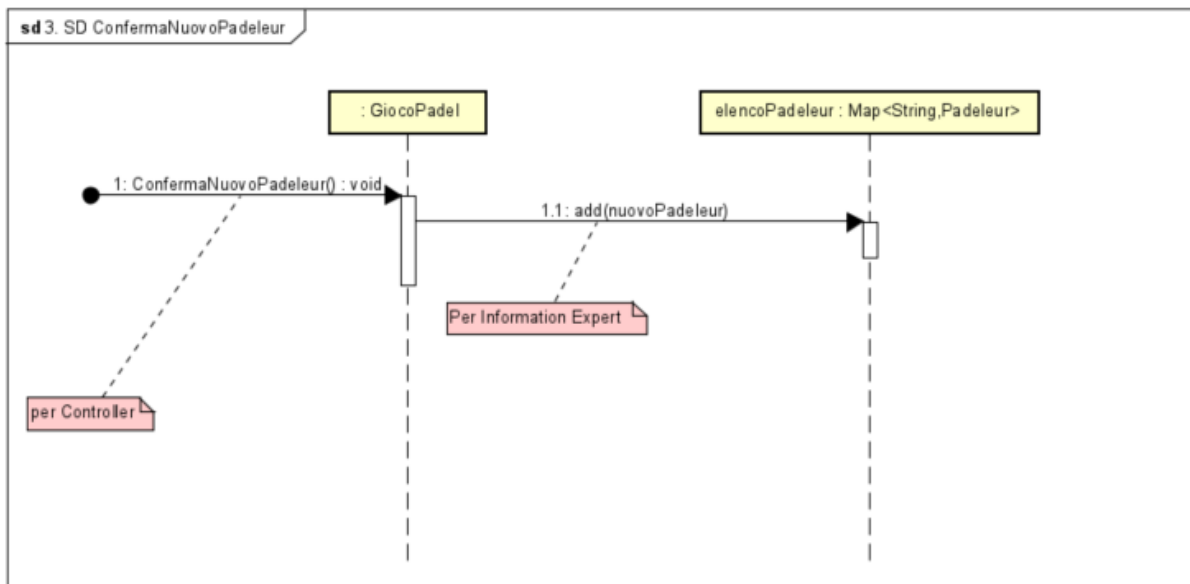 sd 3. SD ConfermaNuovoPadeleur
: GiocoPadel
elencoPadeleur : Map<String,Padeleur>
1: ConfermaNuovoPadeleur() : void
1.1: add(nuovoPadeleur)
Per Information Expert
per Controller